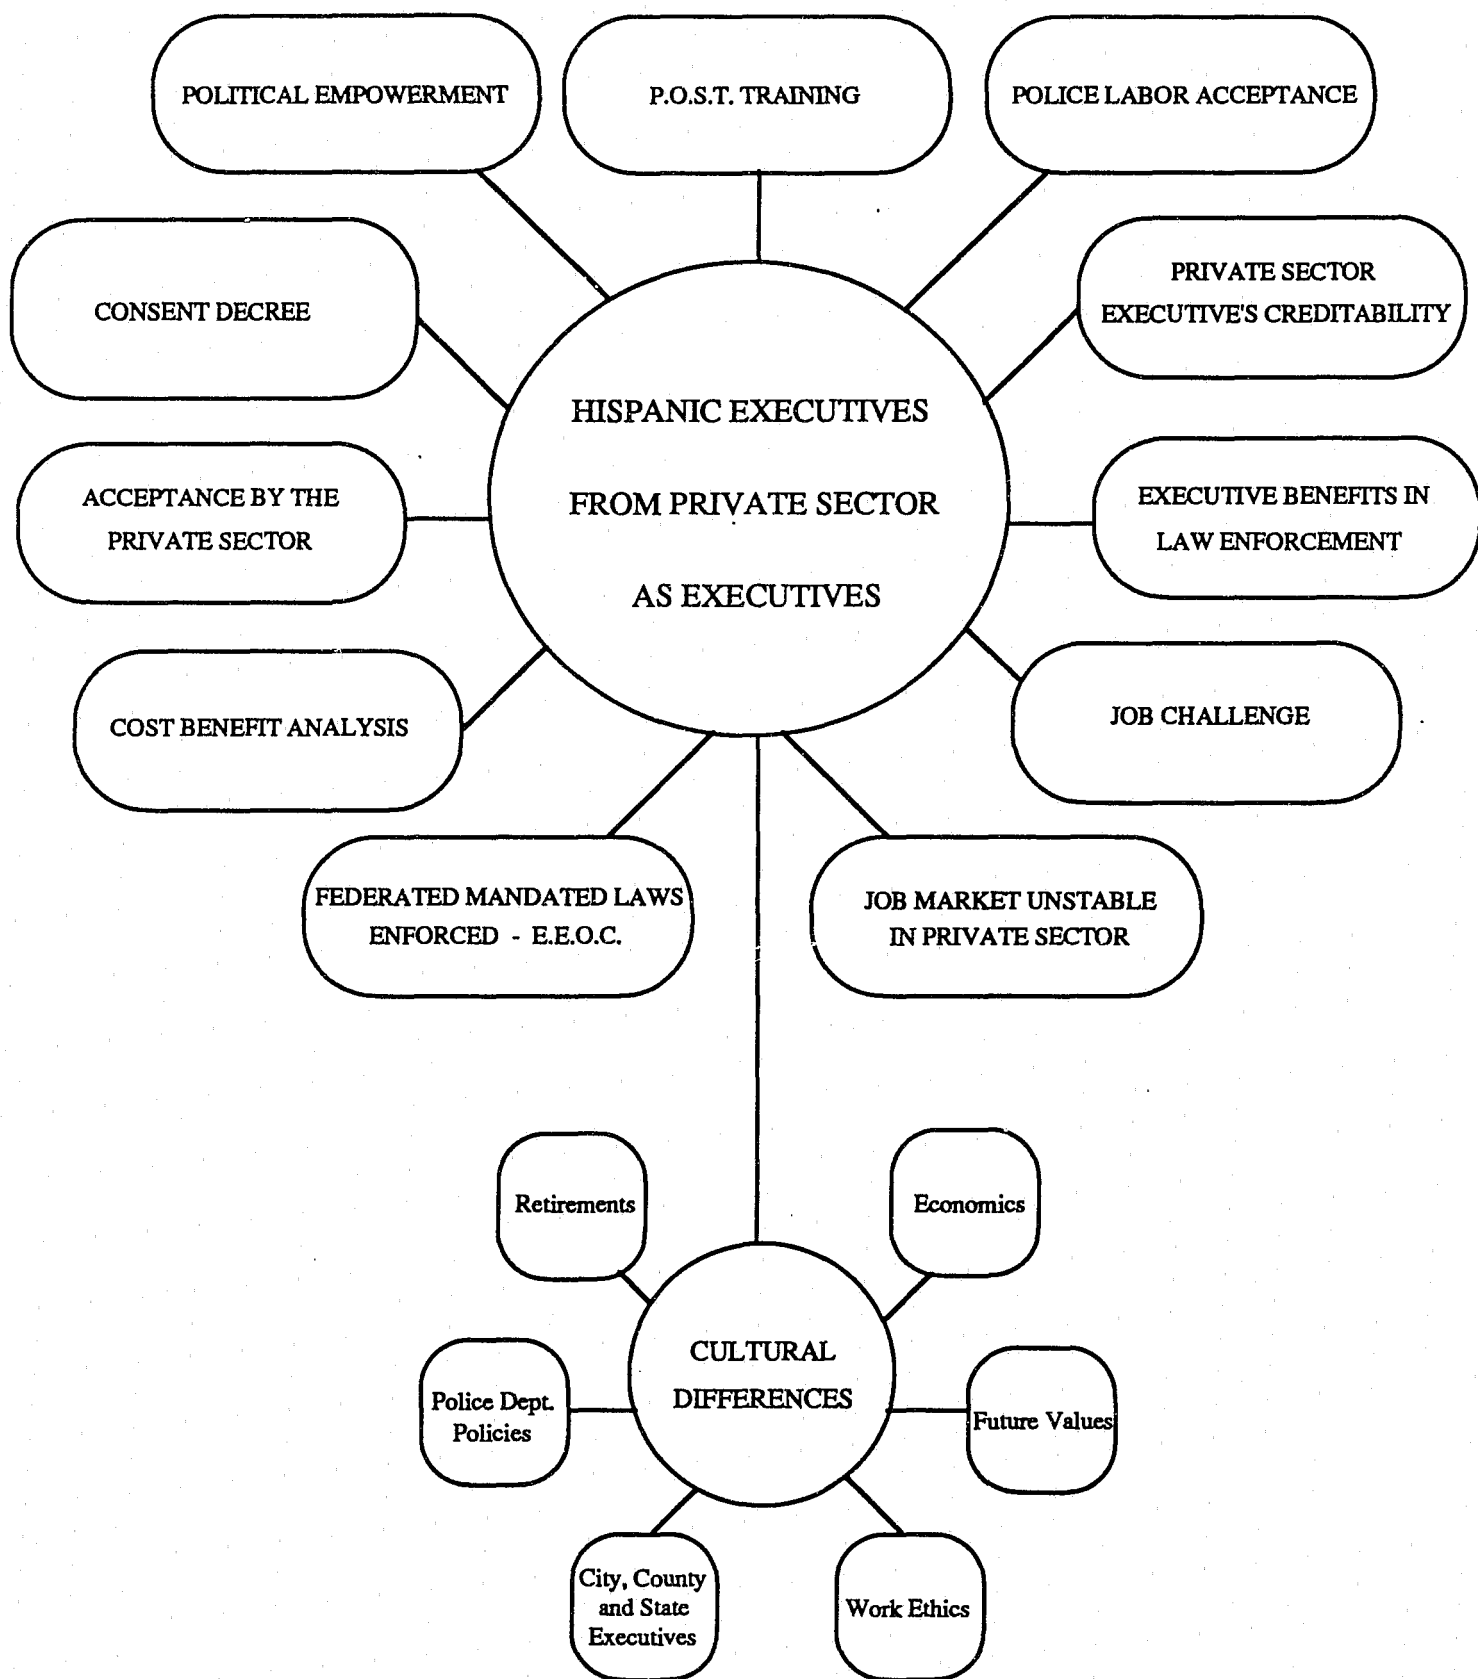 POLITICAL EMPOWERMENT
P.O.S.T. TRAINING
POLICE LABOR ACCEPTANCE
CONSENT DECREE
PRIVATE SECTOR
EXECUTIVE'S CREDITABILITY
HISPANIC EXECUTIVES
FROM PRIVATE SECTOR
AS EXECUTIVES
ACCEPTANCE BY THE
PRIVATE SECTOR
EXECUTIVE BENEFITS IN
LAW ENFORCEMENT
COST BENEFIT ANALYSIS
JOB CHALLENGE
FEDERATED MANDATED LAWS
ENFORCED - E.E.O.C.
JOB MARKET UNSTABLE
IN PRIVATE SECTOR
Retirements
Economics
CULTURAL
DIFFERENCES
Police Dept.
Policies
Future Values
City, County
and State
Executives
Work Ethics